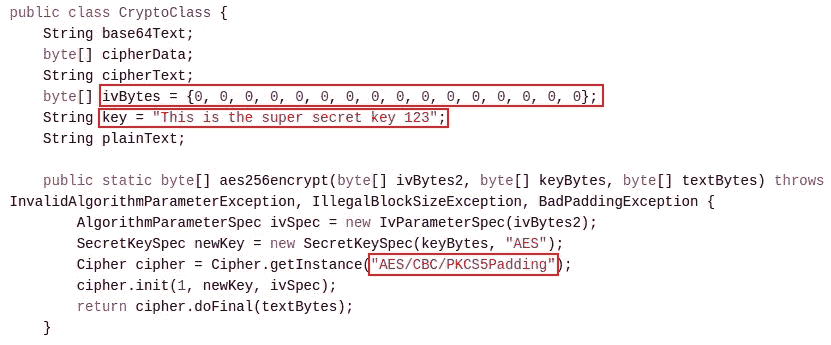 public class CryptoClass {
String base64Text;
byte[] cipherData;
String cipherText;
byte[] ivBytes = {0, 0, 0, 0, 0, 0, 0, 0, 0, 0, 0, 0, 0, 0, 0, 0};
String key = "This is the super secret key 123";
String plainText;
public static byte[] aes256encrypt(byte[] ivBytes2, byte[] keyBytes, byte[] textBytes) throws
InvalidAlgorithmParameterException, IllegalBlockSizeException, BadPaddingException {
AlgorithmParameterSpec ivSpec = new IvParameterSpec(ivBytes2);
SecretKeySpec newKey = new SecretKeySpec(keyBytes, "AES");
Cipher cipher = Cipher.getInstance("AES/CBC/PKCS5Padding");
cipher.init(1, newKey, ivSpec);
return cipher.doFinal(textBytes);
}